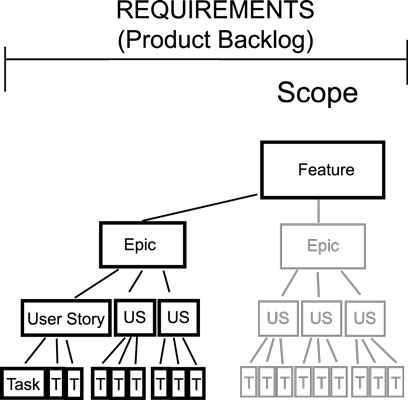 REQUIREMENTS
(Product Backlog)
Scope
Feature
Epic Epic
User Story US US US US US
Task T T T T T T T T T T T T T T T T T